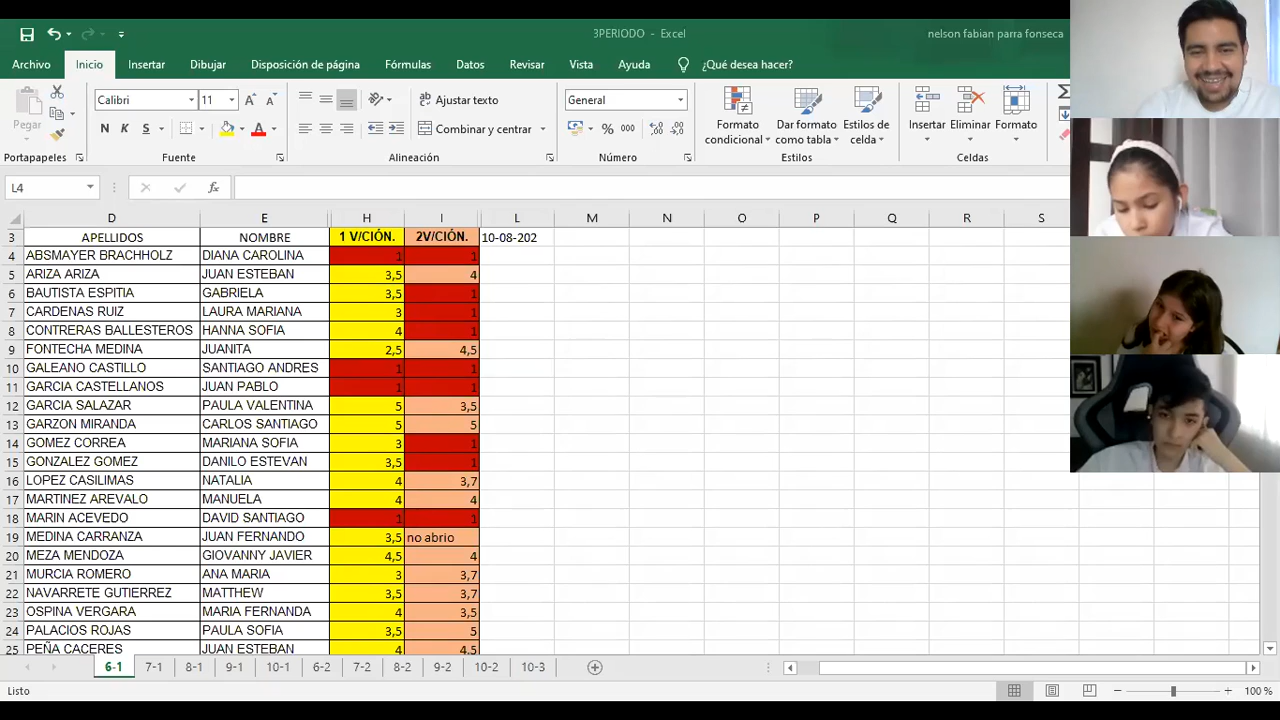 3PERIODO - Excel
nelson fabian parra fonseca
Archivo Inicio Insertar Dibujar Disposición de página Fórmulas Datos Revisar Vista Ayuda ¿Qué desea hacer?
Pegar
Calibri 11
N K S
Ajustar texto
Combinar y centrar
General
% 000
Formato condicional
Dar formato como tabla
Estilos de celda
Insertar Eliminar Formato
Portapapeles Fuente Alineación Número Estilos Celdas
L4 fx
D E H I L M N O P Q R S
3 APELLIDOS NOMBRE 1 V/CIÓN. 2V/CIÓN. 10-08-202
4 ABSMAYER BRACHHOLZ DIANA CAROLINA 1 1
5 ARIZA ARIZA JUAN ESTEBAN 3,5 4
6 BAUTISTA ESPITIA GABRIELA 3,5 1
7 CARDENAS RUIZ LAURA MARIANA 3 1
8 CONTRERAS BALLESTEROS HANNA SOFIA 4 1
9 FONTECHA MEDINA JUANITA 2,5 4,5
10 GALEANO CASTILLO SANTIAGO ANDRES 1 1
11 GARCIA CASTELLANOS JUAN PABLO 1 1
12 GARCIA SALAZAR PAULA VALENTINA 5 3,5
13 GARZON MIRANDA CARLOS SANTIAGO 5 5
14 GOMEZ CORREA MARIANA SOFIA 3 1
15 GONZALEZ GOMEZ DANILO ESTEVAN 3,5 1
16 LOPEZ CASILIMAS NATALIA 4 3,7
17 MARTINEZ AREVALO MANUELA 4 4
18 MARIN ACEVEDO DAVID SANTIAGO 1 1
19 MEDINA CARRANZA JUAN FERNANDO 3,5 no abrio
20 MEZA MENDOZA GIOVANNY JAVIER 4,5 4
21 MURCIA ROMERO ANA MARIA 3 3,7
22 NAVARRETE GUTIERREZ MATTHEW 3,5 3,7
23 OSPINA VERGARA MARIA FERNANDA 4 3,5
24 PALACIOS ROJAS PAULA SOFIA 3,5 5
25 PEÑA CACERES JUAN ESTEBAN 4 4,5
6-1 7-1 8-1 9-1 10-1 6-2 7-2 8-2 9-2 10-2 10-3
Listo 100 %